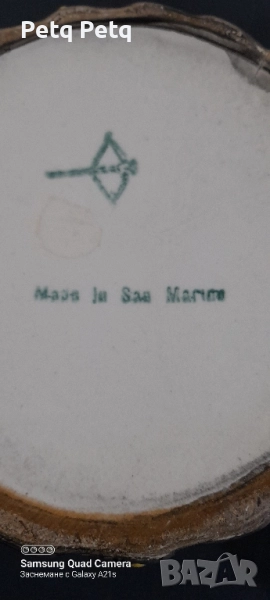 Petq Petq
Made in San Marino
Samsung Quad Camera
Заснемане с Galaxy A21s
BAZAR